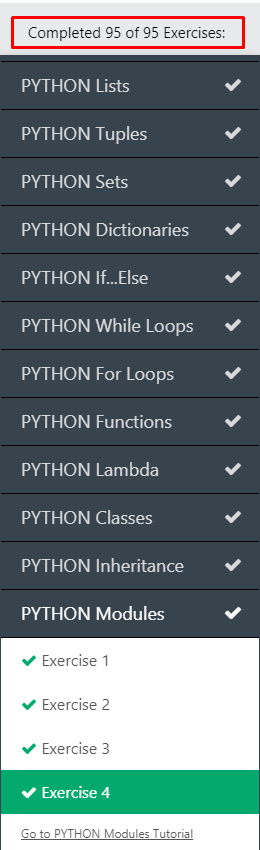 Completed 95 of 95 Exercises:
PYTHON Lists
PYTHON Tuples
PYTHON Sets
PYTHON Dictionaries
PYTHON If...Else
PYTHON While Loops
PYTHON For Loops
PYTHON Functions
PYTHON Lambda
PYTHON Classes
PYTHON Inheritance
PYTHON Modules
Exercise 1
Exercise 2
Exercise 3
Exercise 4
Go to PYTHON Modules Tutorial